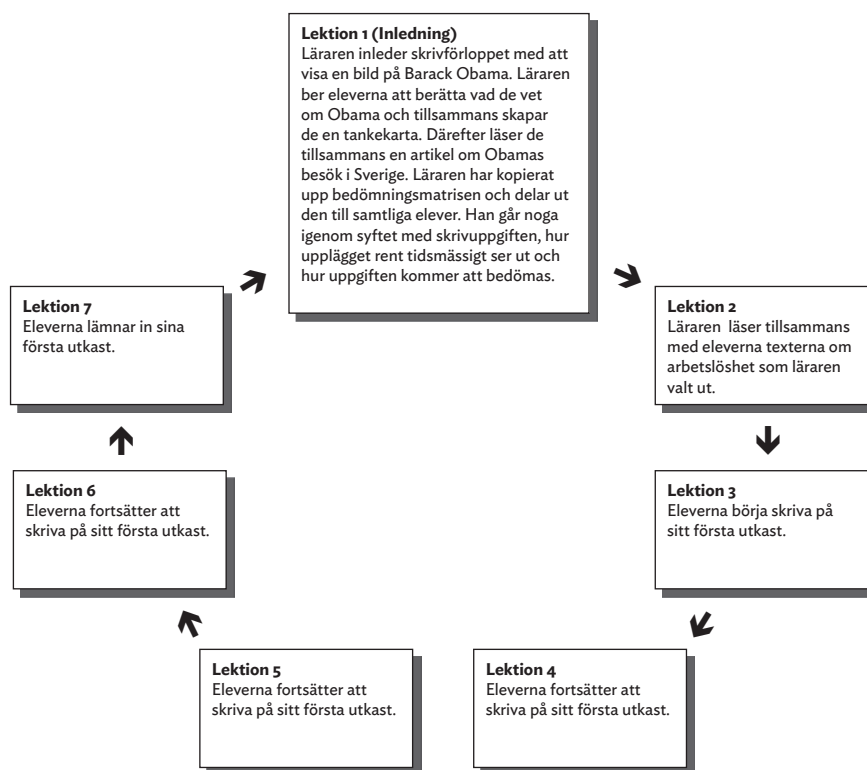 Lektion 1 (Inledning)
Läraren inleder skrivförloppet med att
visa en bild på Barack Obama. Läraren
ber eleverna att berätta vad de vet
om Obama och tillsammans skapar
de en tankekarta. Därefter läser de
tillsammans en artikel om Obamas
besök i Sverige. Läraren har kopierat
upp bedömningsmatrisen och delar ut
den till samtliga elever. Han går noga
igenom syftet med skrivuppgiften, hur
upplägget rent tidsmässigt ser ut och
hur uppgiften kommer att bedömas.
Lektion 2
Läraren läser tillsammans
med eleverna texterna om
arbetslöshet som läraren
valt ut.
Lektion 3
Eleverna börja skriva på
sitt första utkast.
Lektion 4
Eleverna fortsätter att
skriva på sitt första utkast.
Lektion 5
Eleverna fortsätter att
skriva på sitt första utkast.
Lektion 6
Eleverna fortsätter att
skriva på sitt första utkast.
Lektion 7
Eleverna lämnar in sina
första utkast.